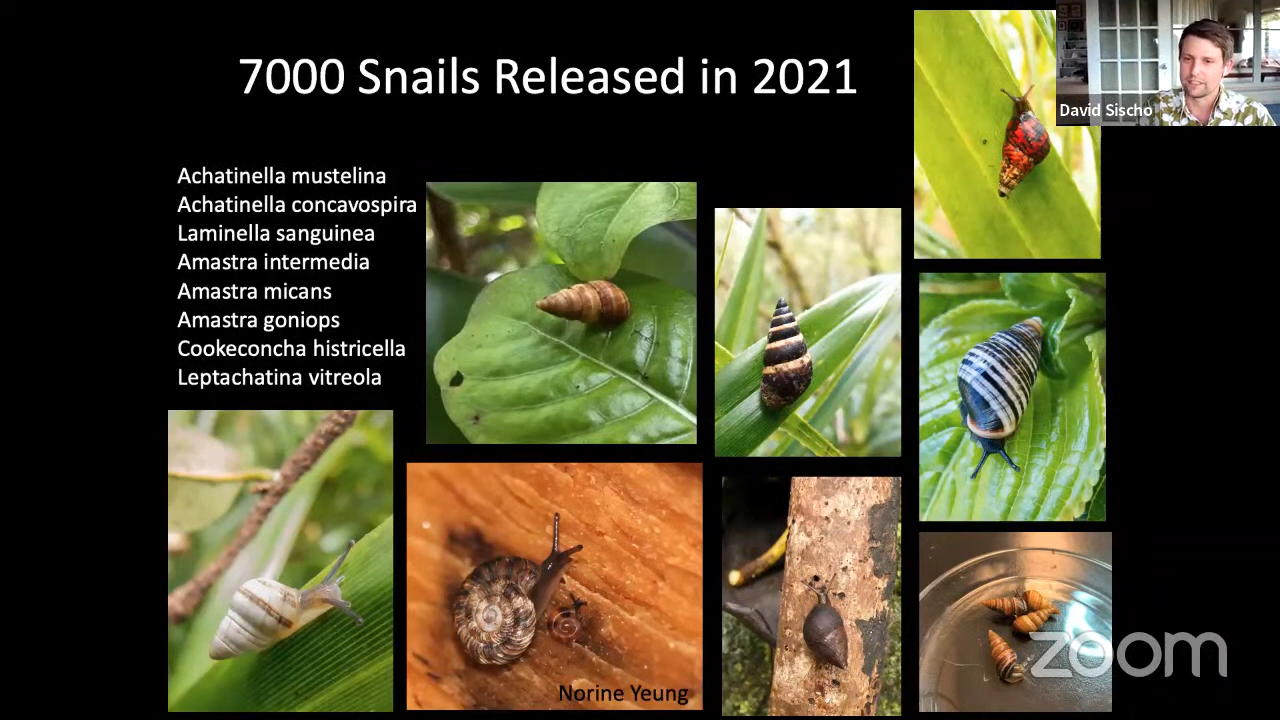 7000 Snails Released in 2021
David Sischo
Achatinella mustelina
Achatinella concavospira
Laminella sanguinea
Amastra intermedia
Amastra micans
Amastra goniops
Cookeconcha histricella
Leptachatina vitreola
Norine Yeung
zoom